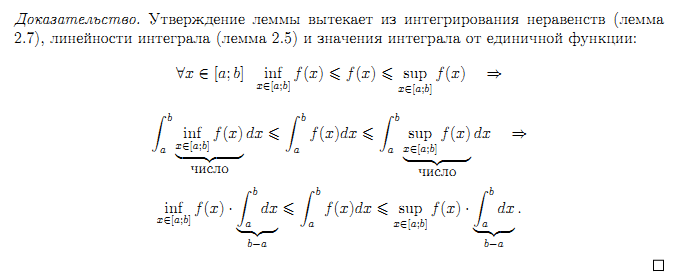 Доказательство. Утверждение леммы вытекает из интегрирования неравенств (лемма
2.7), линейности интеграла (лемма 2.5) и значения интеграла от единичной функции:
∀x ∈ [a; b]   inf_{x∈[a;b]} f(x) ⩽ f(x) ⩽ sup_{x∈[a;b]} f(x)   ⇒
∫_a^b inf_{x∈[a;b]} f(x) dx ⩽ ∫_a^b f(x)dx ⩽ ∫_a^b sup_{x∈[a;b]} f(x) dx   ⇒
число число
inf_{x∈[a;b]} f(x) · ∫_a^b dx ⩽ ∫_a^b f(x)dx ⩽ sup_{x∈[a;b]} f(x) · ∫_a^b dx .
b−a b−a
□